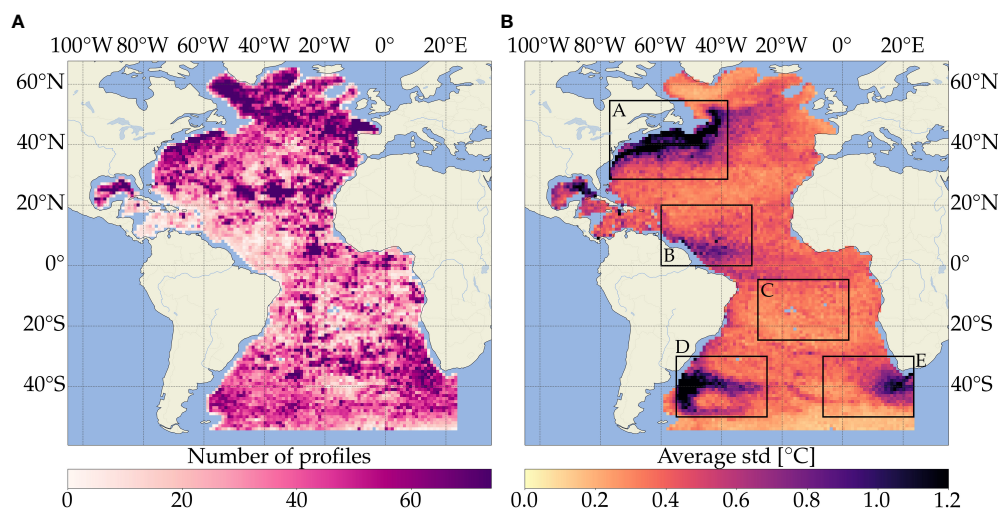 A
B
100°W 80°W 60°W 40°W 20°W 0° 20°E
100°W 80°W 60°W 40°W 20°W 0° 20°E
60°N
40°N
20°N
0°
20°S
40°S
A
B
C
D
E
60°N
40°N
20°N
0°
20°S
40°S
Number of profiles
0 20 40 60
Average std [°C]
0.0 0.2 0.4 0.6 0.8 1.0 1.2